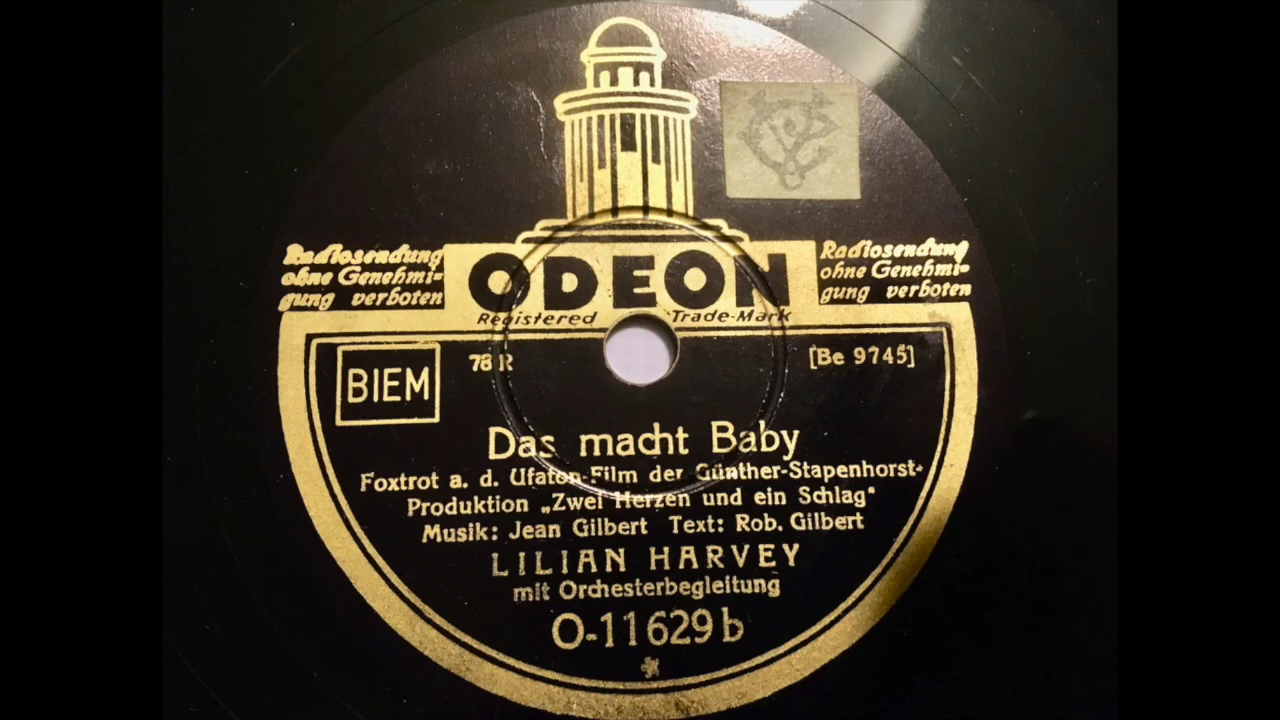 Radiosendung
ohne Genehmi-
gung verboten
ODEON
Radiosendung
ohne Genehmi-
gung verboten
Registered Trade-Mark
BIEM
78 R
[Be 9745]
Das macht Baby
Foxtrot a. d. Ufaton-Film der Günther-Stapenhorst-
Produktion „Zwei Herzen und ein Schlag"
Musik: Jean Gilbert Text: Rob. Gilbert
LILIAN HARVEY
mit Orchesterbegleitung
O-11629 b